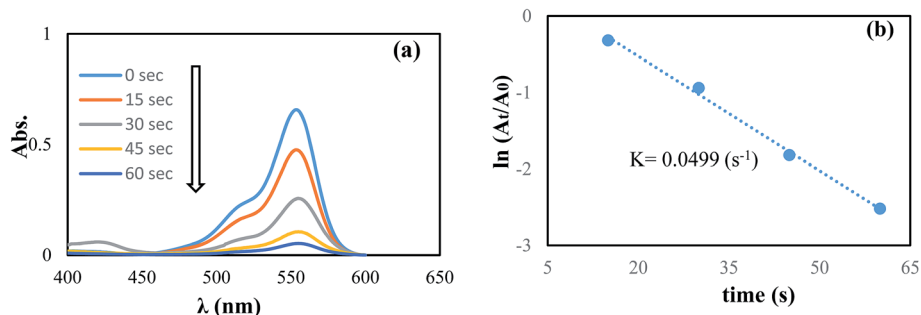 (a)
1
0.5
0
Abs.
0 sec
15 sec
30 sec
45 sec
60 sec
400 450 500 550 600 650
λ (nm)
(b)
0
-1
-2
-3
ln (At/A0)
K= 0.0499 (s⁻¹)
5 20 35 50 65
time (s)